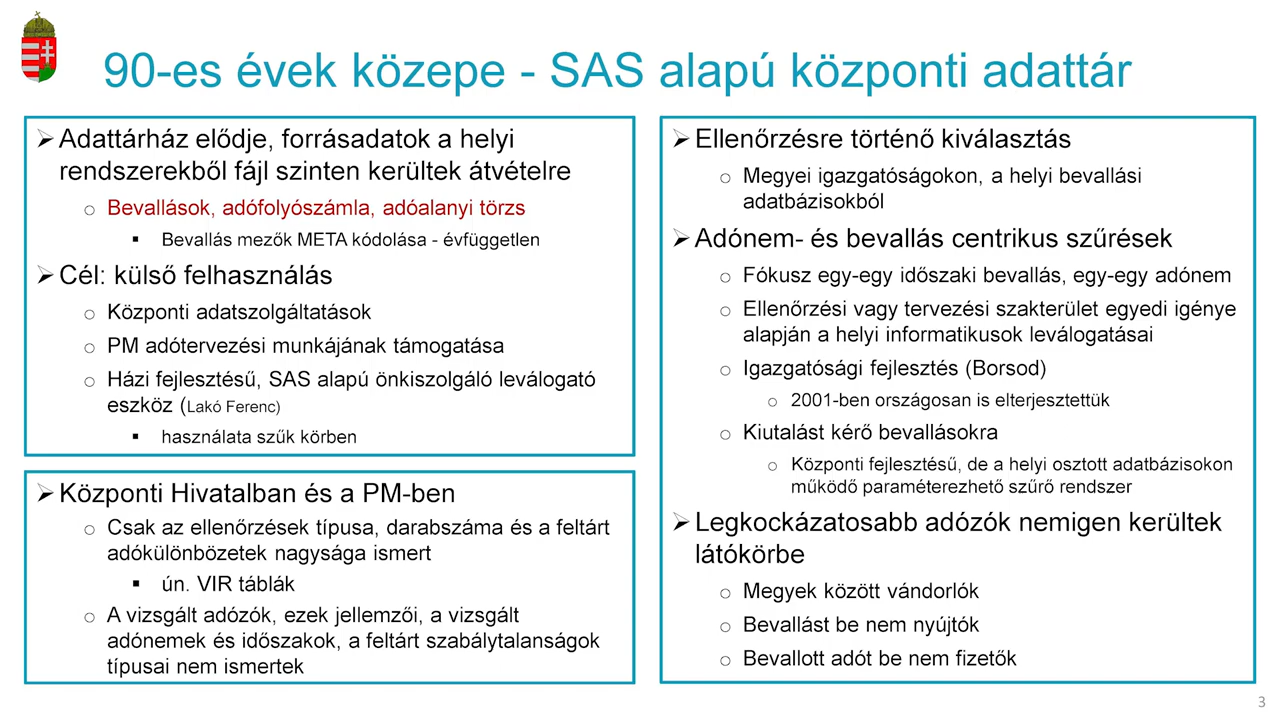 90-es évek közepe - SAS alapú központi adattár
➢ Adattárház elődje, forrásadatok a helyi
rendszerekből fájl szinten kerültek átvételre
o Bevallások, adófolyószámla, adóalanyi törzs
▪ Bevallás mezők META kódolása - évfüggetlen
➢ Cél: külső felhasználás
o Központi adatszolgáltatások
o PM adótervezési munkájának támogatása
o Házi fejlesztésű, SAS alapú önkiszolgáló leválogató
eszköz (Lakó Ferenc)
▪ használata szűk körben
➢ Központi Hivatalban és a PM-ben
o Csak az ellenőrzések típusa, darabszáma és a feltárt
adókülönbözetek nagysága ismert
▪ ún. VIR táblák
o A vizsgált adózók, ezek jellemzői, a vizsgált
adónemek és időszakok, a feltárt szabálytalanságok
típusai nem ismertek
➢ Ellenőrzésre történő kiválasztás
o Megyei igazgatóságokon, a helyi bevallási
adatbázisokból
➢ Adónem- és bevallás centrikus szűrések
o Fókusz egy-egy időszaki bevallás, egy-egy adónem
o Ellenőrzési vagy tervezési szakterület egyedi igénye
alapján a helyi informatikusok leválogatásai
o Igazgatósági fejlesztés (Borsod)
o 2001-ben országosan is elterjesztettük
o Kiutalást kérő bevallásokra
o Központi fejlesztésű, de a helyi osztott adatbázisokon
működő paraméterezhető szűrő rendszer
➢ Legkockázatosabb adózók nemigen kerültek
látókörbe
o Megyek között vándorlók
o Bevallást be nem nyújtók
o Bevallott adót be nem fizetők
3